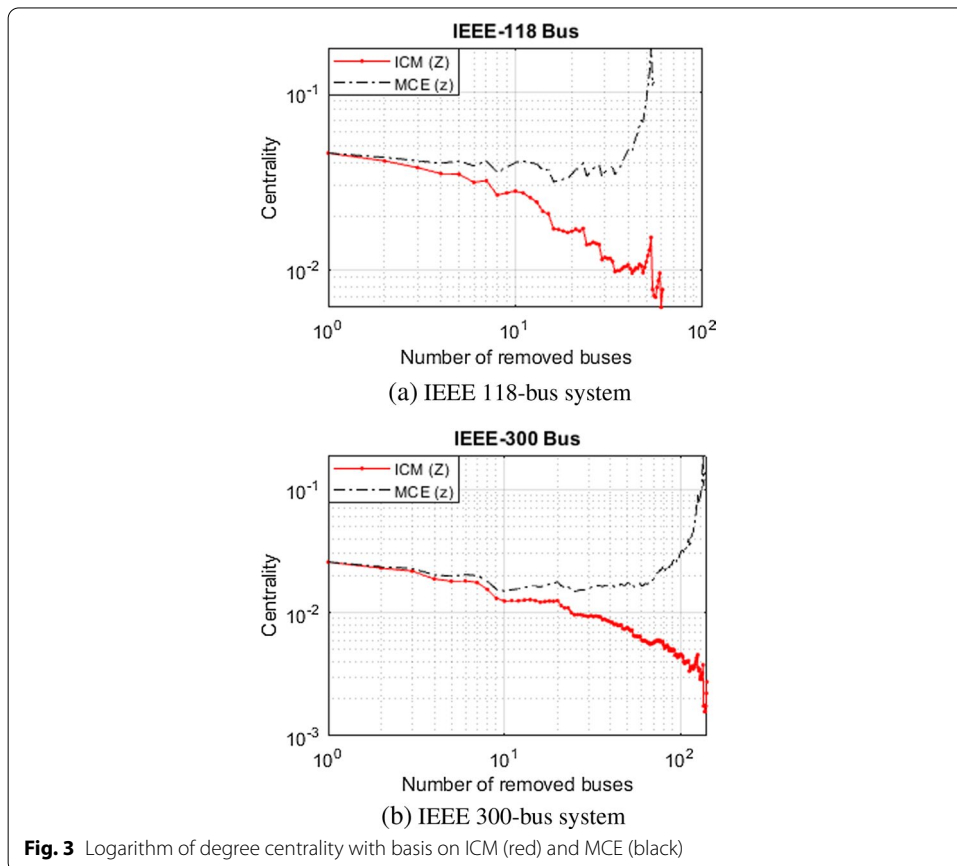 IEEE-118 Bus
ICM (Z)
MCE (z)
10^-1
10^-2
Centrality
10^0 10^1 10^2
Number of removed buses
(a) IEEE 118-bus system
IEEE-300 Bus
ICM (Z)
MCE (z)
10^-1
10^-2
10^-3
Centrality
10^0 10^1 10^2
Number of removed buses
(b) IEEE 300-bus system
Fig. 3 Logarithm of degree centrality with basis on ICM (red) and MCE (black)